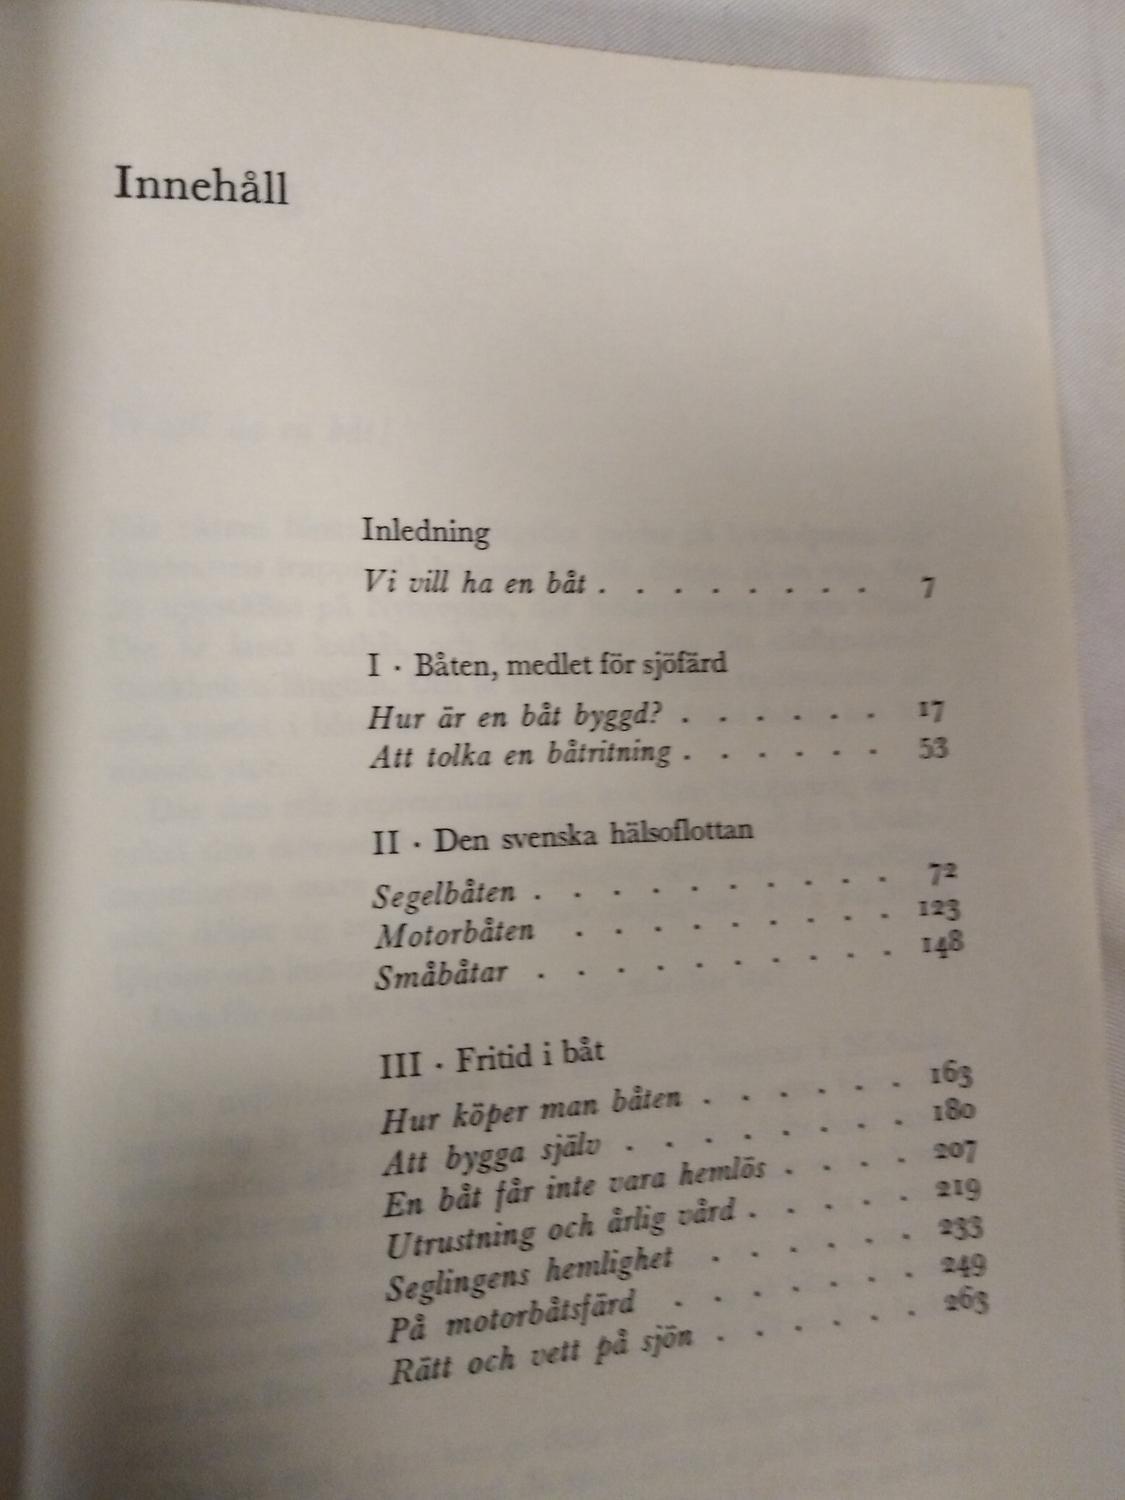 Innehåll
Inledning
Vi vill ha en båt . . . . . . . . 7
I · Båten, medlet för sjöfärd
Hur är en båt byggd? . . . . . . 17
Att tolka en båtritning . . . . . . 53
II · Den svenska hälsoflottan
Segelbåten . . . . . . . . . . 72
Motorbåten . . . . . . . . . 123
Småbåtar . . . . . . . . . . 148
III · Fritid i båt
Hur köper man båten . . . . . . 163
Att bygga själv . . . . . . . . 180
En båt får inte vara hemlös . . . . 207
Utrustning och årlig vård . . . . . 219
Seglingens hemlighet . . . . . . 233
På motorbåtsfärd . . . . . . . 249
Rätt och vett på sjön . . . . . . 263